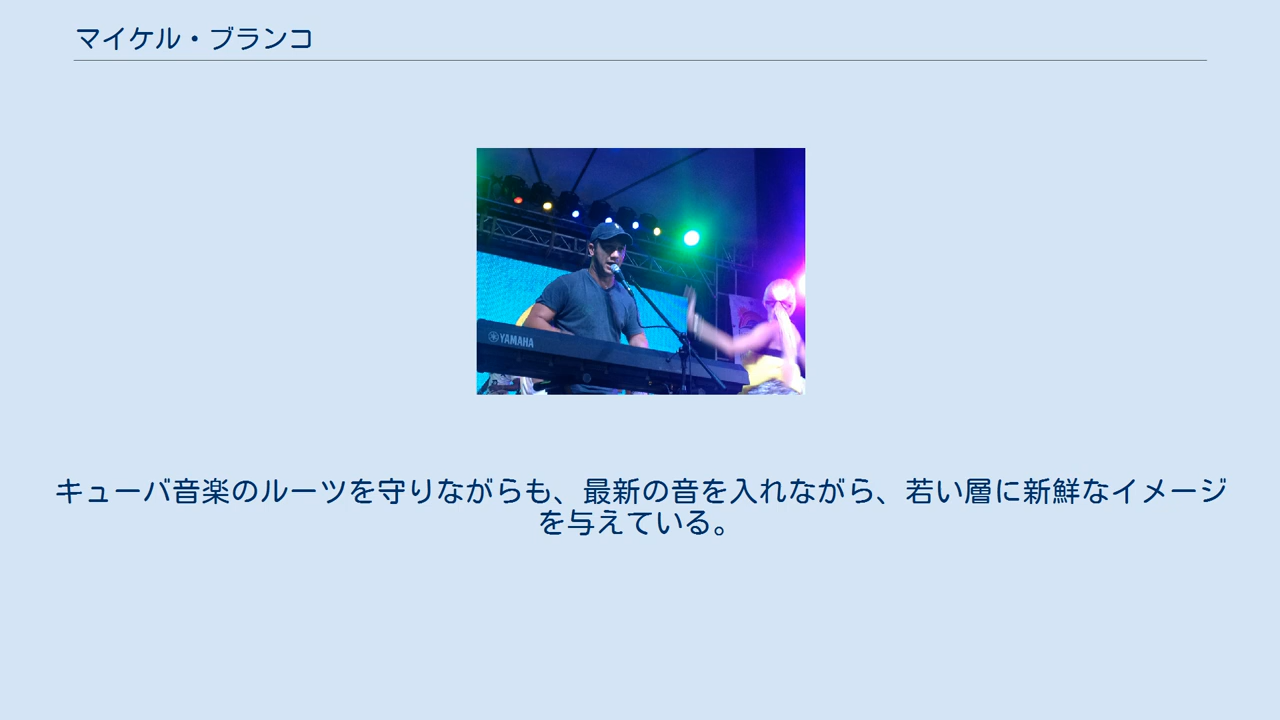 マイケル・ブランコ
YAMAHA
キューバ音楽のルーツを守りながらも、最新の音を入れながら、若い層に新鮮なイメージ
を与えている。